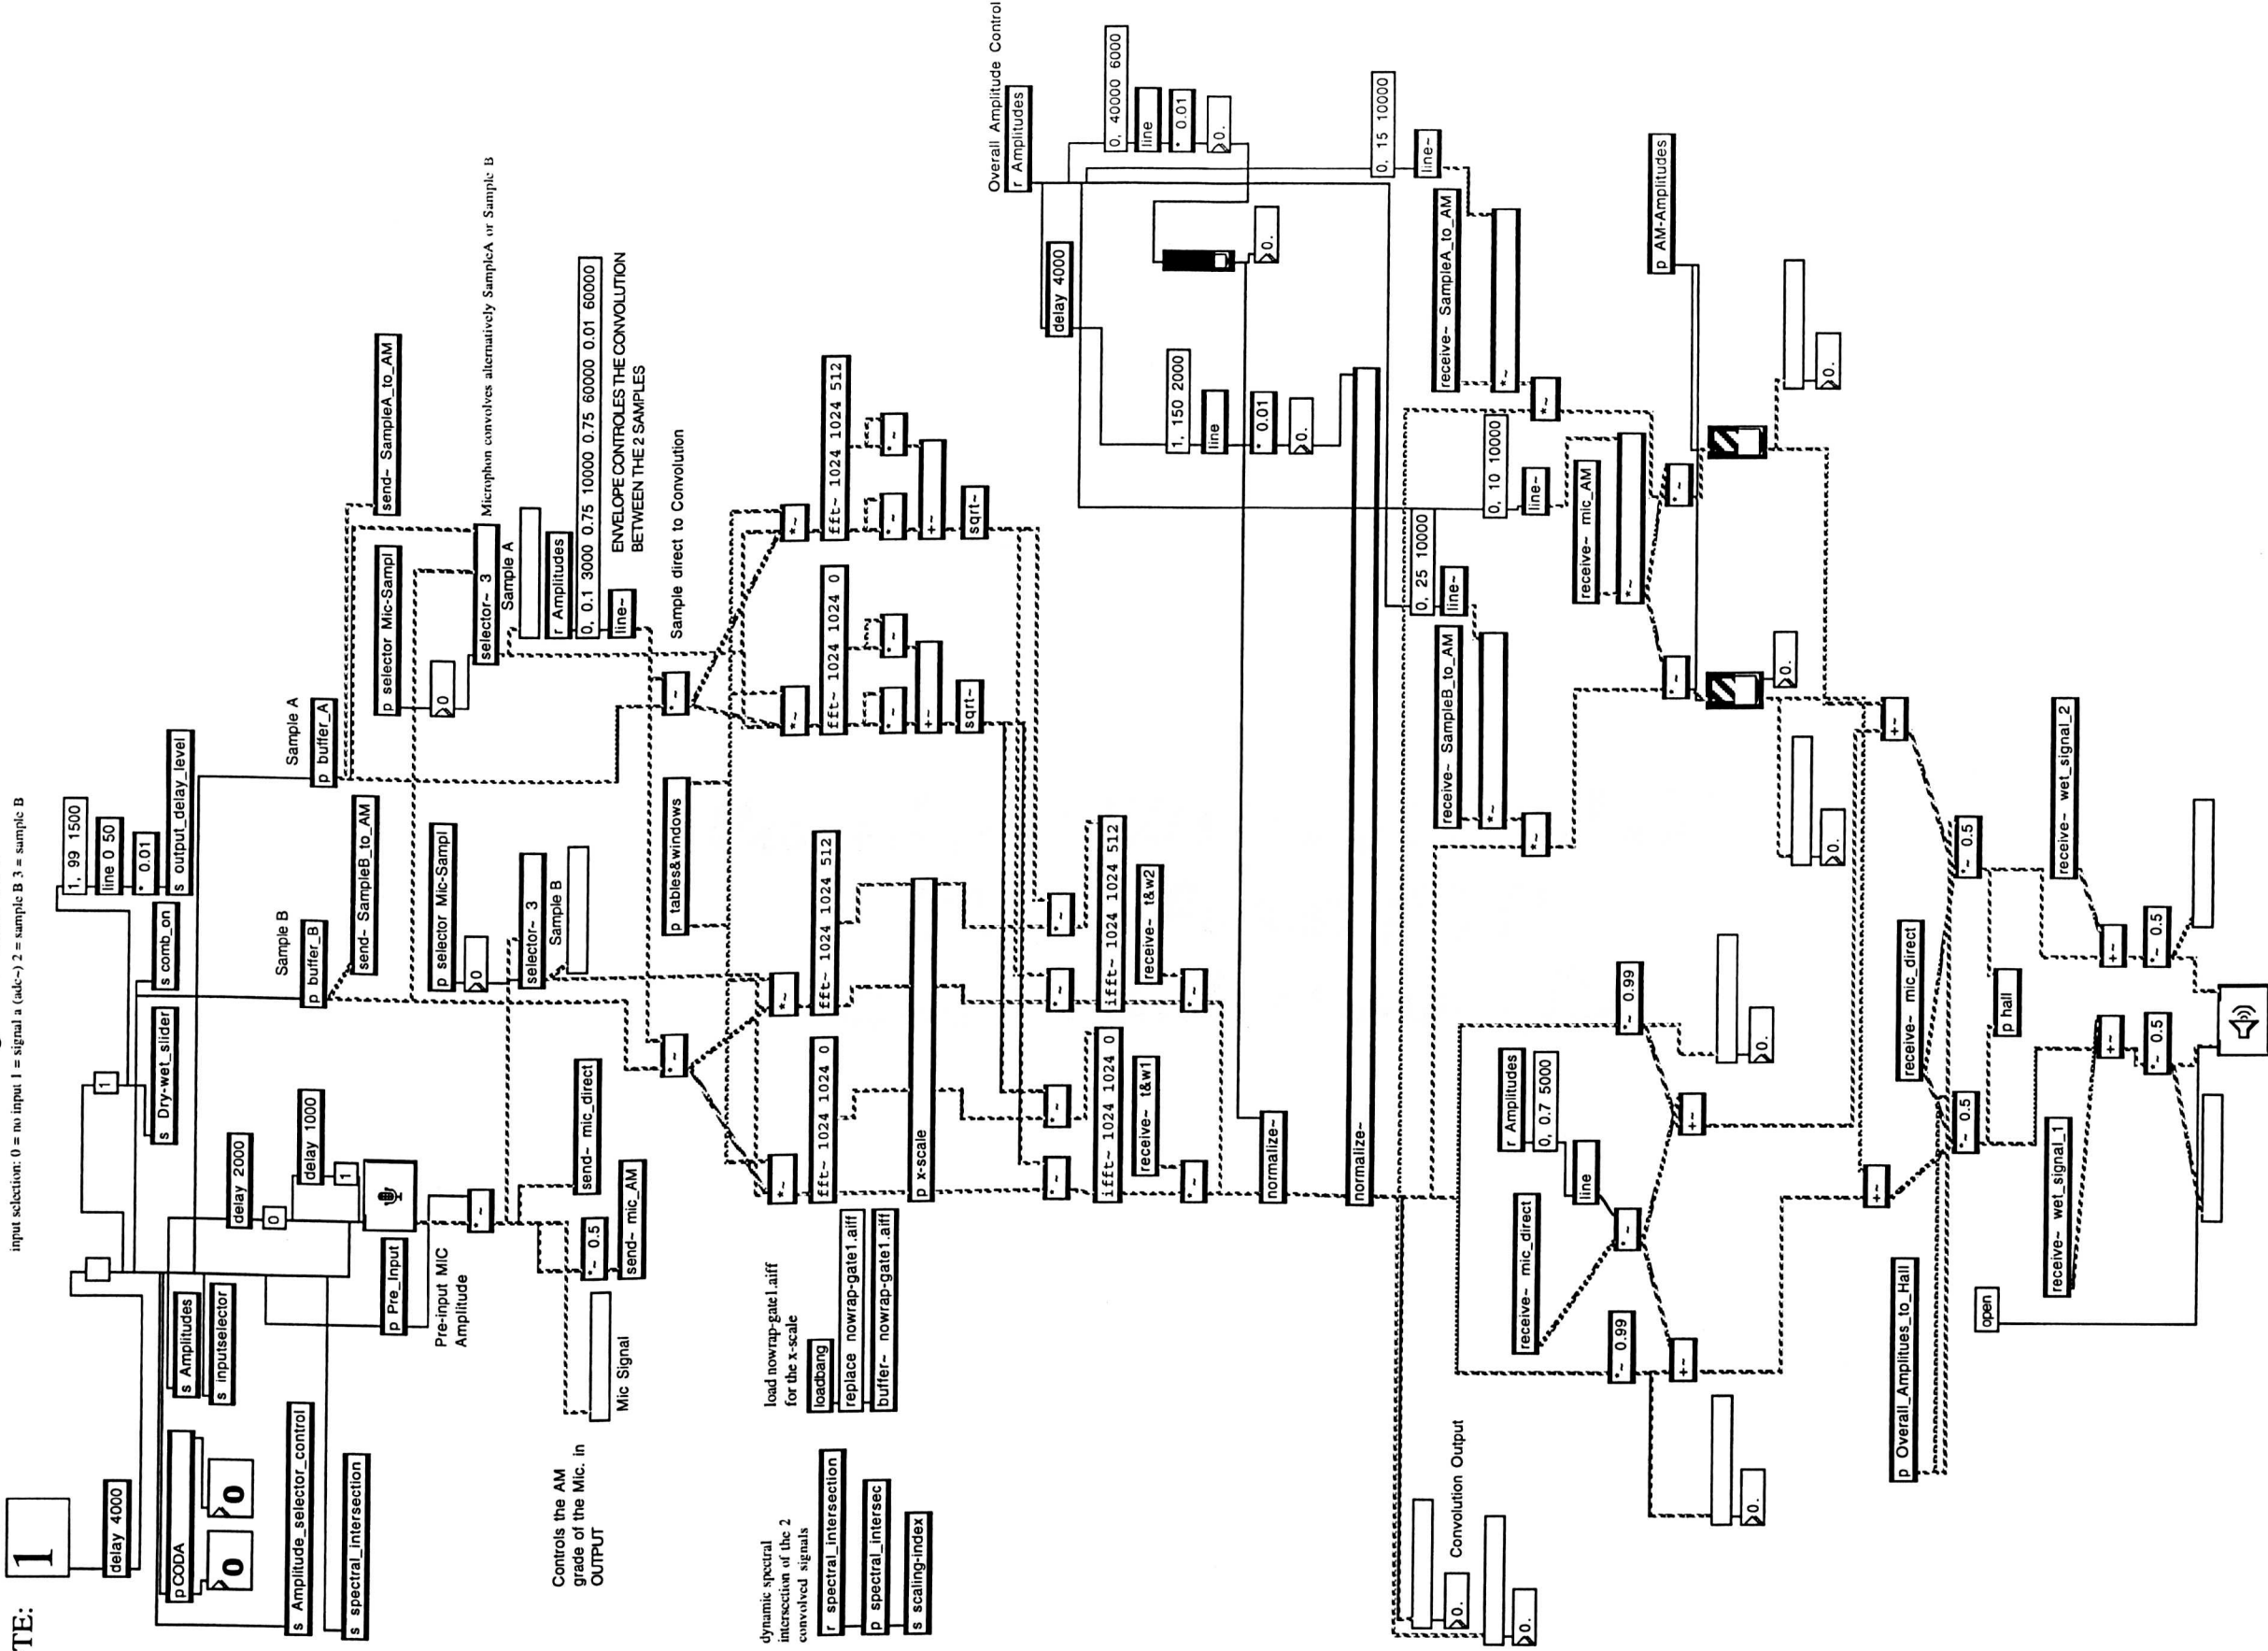 TE:
1
input selection: 0 = no input 1 = signal a (adc~) 2 = sample B 3 = sample B
delay 4000
1
p CODA
0
0
s Amplitude_selector_control
s spectral_intersection
s Amplitudes
s inputselector
s Dry-wet_slider
s comb_on
1, 99 1500
line 0 50
* 0.01
s output_delay_level
delay 2000
0
delay 1000
1
p Pre_Input
Pre-input MIC
Amplitude
*~
send~ mic_direct
*~ 0.5
send~ mic_AM
Mic Signal
Controls the AM
grade of the Mic. in
OUTPUT
Sample B
p buffer_B
send~ SampleB_to_AM
p selector Mic-Sampl
0
selector~ 3
Sample B
Sample A
p buffer_A
send~ SampleA_to_AM
p selector Mic-Sampl
0
selector~ 3
Microphon convolves alternatively SampleA or Sample B
Sample A
r Amplitudes
0, 0.1 3000 0.75 10000 0.75 60000 0.01 60000
line~
ENVELOPE CONTROLES THE CONVOLUTION
BETWEEN THE 2 SAMPLES
Sample direct to Convolution
*~
*~
p tables&windows
dynamic spectral
intersection of the 2
convolved signals
r spectral_intersection
p spectral_intersec
s scaling-index
load nowrap-gate1.aiff
for the x-scale
loadbang
replace nowrap-gate1.aiff
buffer~ nowrap-gate1.aiff
*~
*~
*~
*~
fft~ 1024 1024 0
fft~ 1024 1024 512
fft~ 1024 1024 0
fft~ 1024 1024 512
*~
*~
*~
*~
+~
+~
sqrt~
sqrt~
p x-scale
*~
*~
*~
*~
ifft~ 1024 1024 0
ifft~ 1024 1024 512
receive~ t&w1
receive~ t&w2
*~
*~
normalize~
normalize~
Overall Amplitude Control
r Amplitudes
delay 4000
0, 40000 6000
line
* 0.01
0.
0.
1, 150 2000
line
* 0.01
0.
0, 15 10000
line~
receive~ SampleA_to_AM
*~
*~
0, 25 10000
line~
receive~ SampleB_to_AM
*~
*~
0, 10 10000
line~
receive~ mic_AM
*~
*~
*~
p AM-Amplitudes
0.
0.
0.
Convolution Output
0.
0.
r Amplitudes
0, 0.7 5000
line
receive~ mic_direct
*~
*~ 0.99
*~ 0.99
0.
0.
+~
+~
+~
+~
p Overall_Amplitues_to_Hall
receive~ mic_direct
*~ 0.5
*~ 0.5
p hall
open
receive~ wet_signal_1
receive~ wet_signal_2
+~
+~
*~ 0.5
*~ 0.5